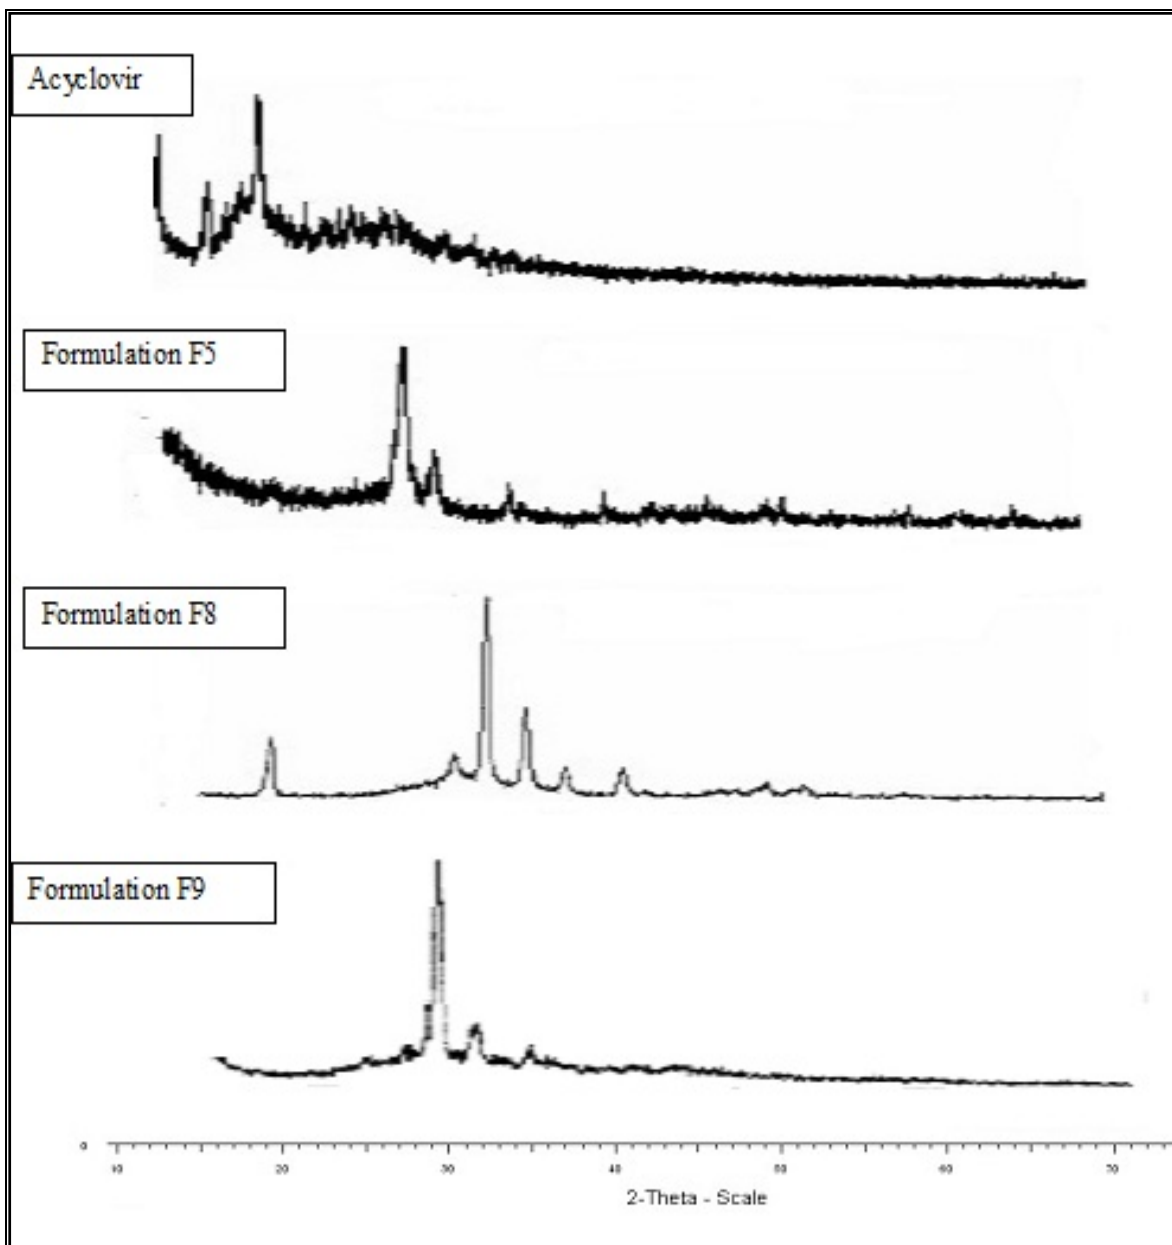 Acyclovir
Formulation F5
Formulation F8
Formulation F9
0
10 20 30 40 50 60 70
2-Theta - Scale